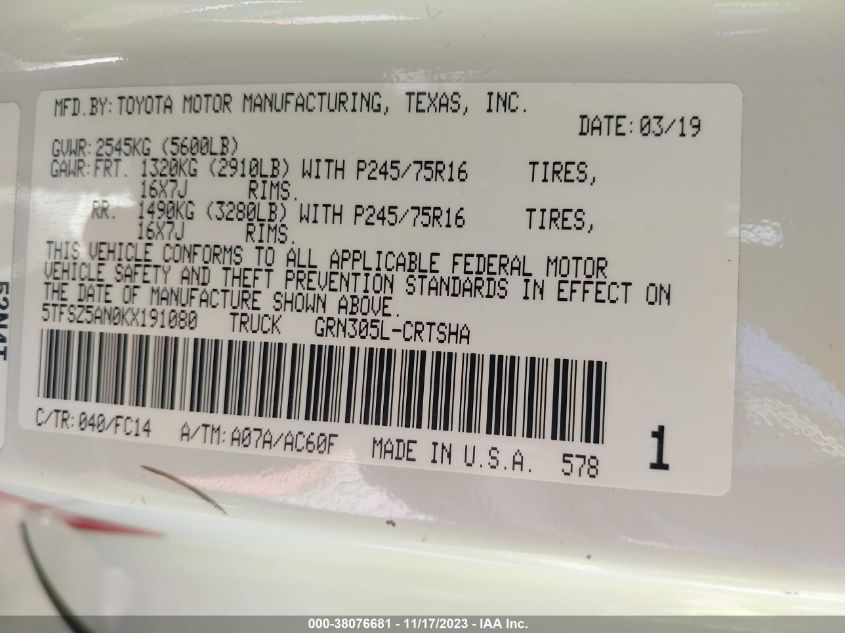 MFD.BY:TOYOTA MOTOR MANUFACTURING, TEXAS, INC.
DATE:03/19
GVWR:2545KG (5600LB)
GAWR:FRT. 1320KG (2910LB) WITH P245/75R16 TIRES,
16X7J RIMS.
RR. 1490KG (3280LB) WITH P245/75R16 TIRES,
16X7J RIMS.
THIS VEHICLE CONFORMS TO ALL APPLICABLE FEDERAL MOTOR
VEHICLE SAFETY AND THEFT PREVENTION STANDARDS IN EFFECT ON
THE DATE OF MANUFACTURE SHOWN ABOVE.
5TFSZ5AN0KX191080 TRUCK GRN305L-CRTSHA
C/TR:040/FC14 A/TM:A07A/AC60F MADE IN U.S.A. 578
1
000-38076681 - 11/17/2023 - © IAA Inc.